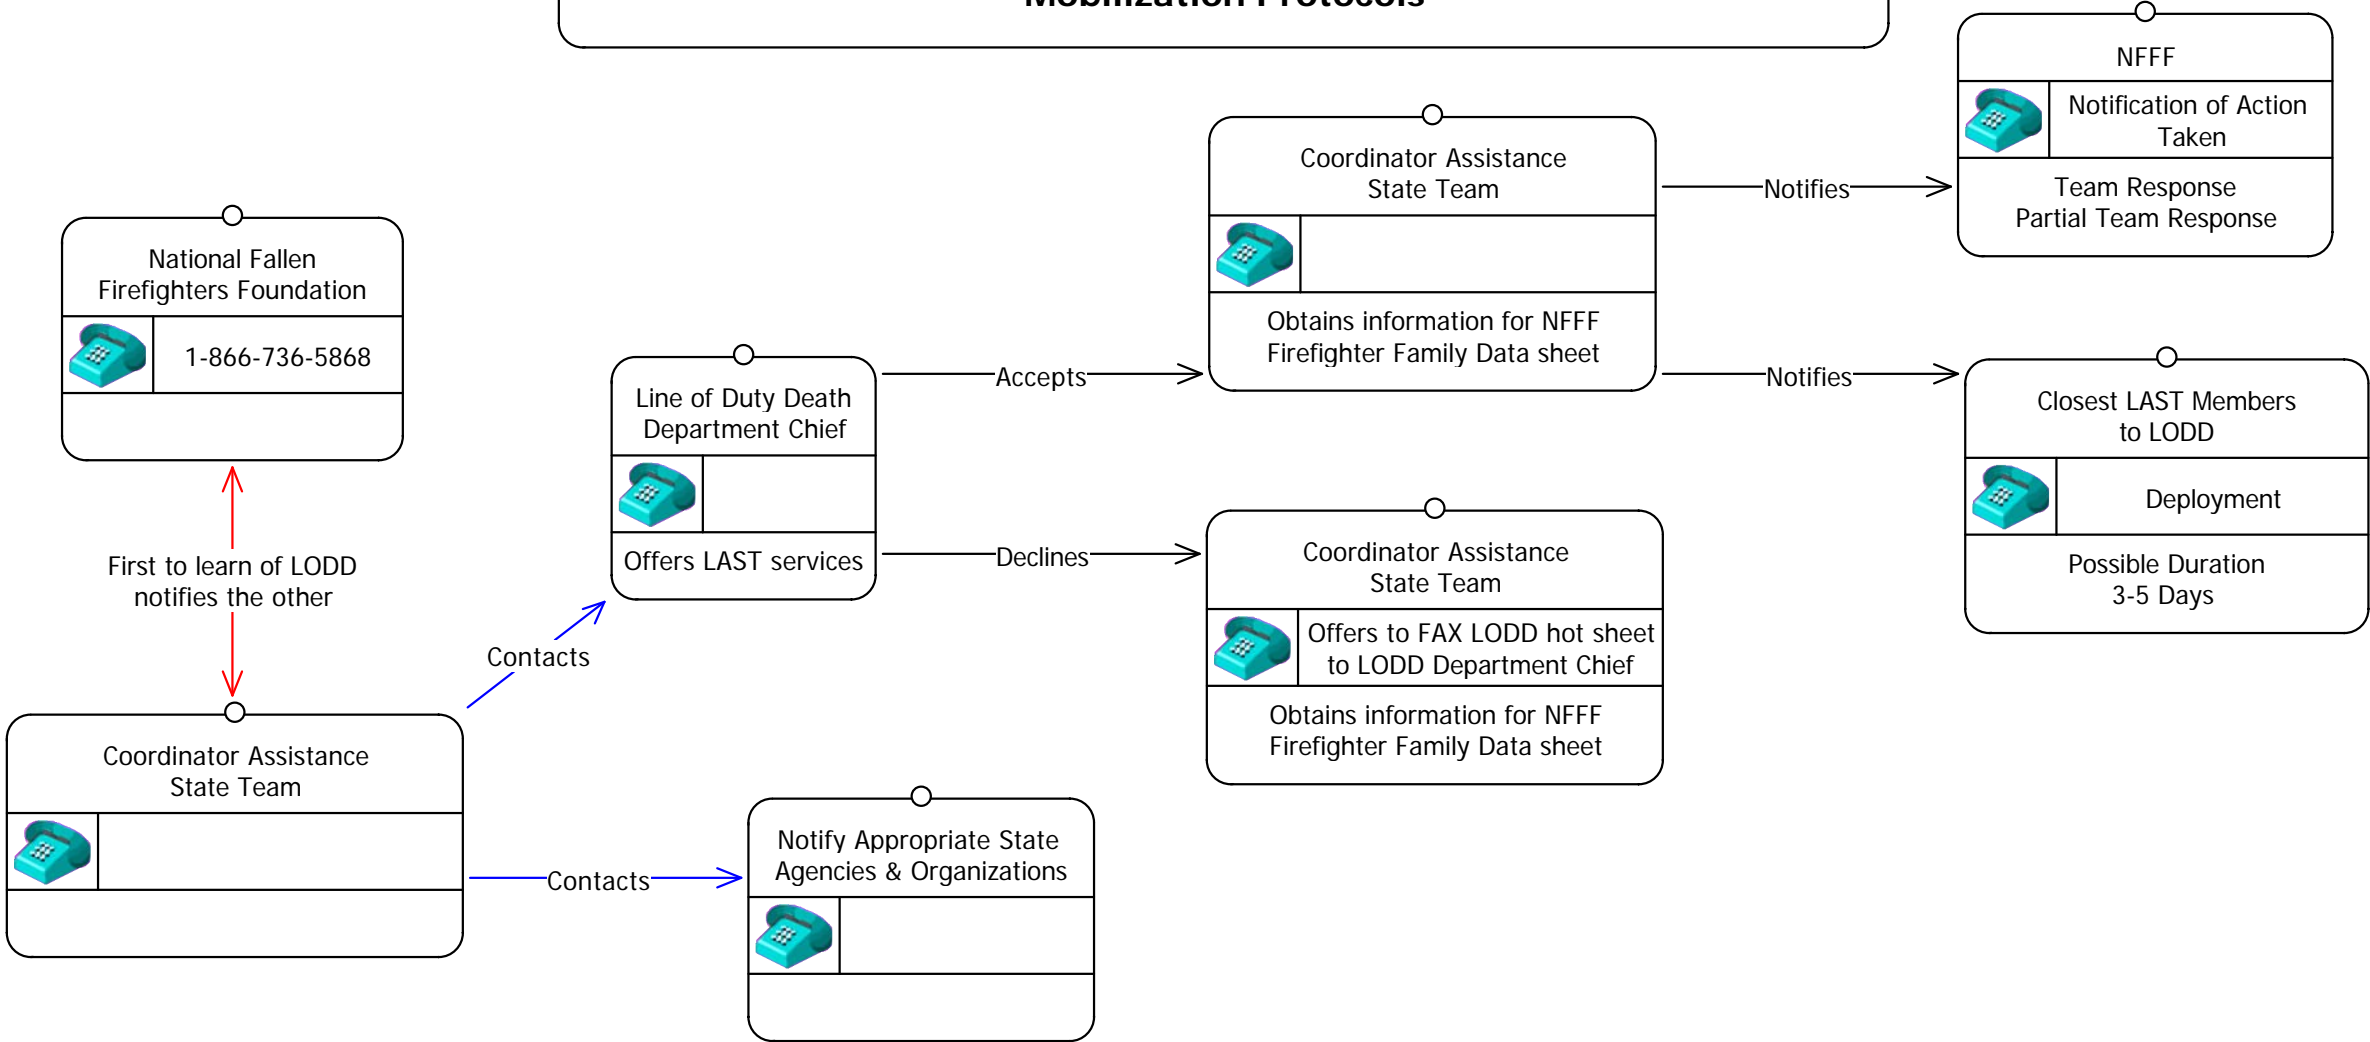 Mobilization Protocols
NFFF
Notification of Action
Taken
Team Response
Partial Team Response
Coordinator Assistance
State Team
Obtains information for NFFF
Firefighter Family Data sheet
Notifies
Notifies
National Fallen
Firefighters Foundation
1-866-736-5868
First to learn of LODD
notifies the other
Line of Duty Death
Department Chief
Offers LAST services
Accepts
Declines
Closest LAST Members
to LODD
Deployment
Possible Duration
3-5 Days
Coordinator Assistance
State Team
Offers to FAX LODD hot sheet
to LODD Department Chief
Obtains information for NFFF
Firefighter Family Data sheet
Contacts
Coordinator Assistance
State Team
Contacts
Notify Appropriate State
Agencies & Organizations